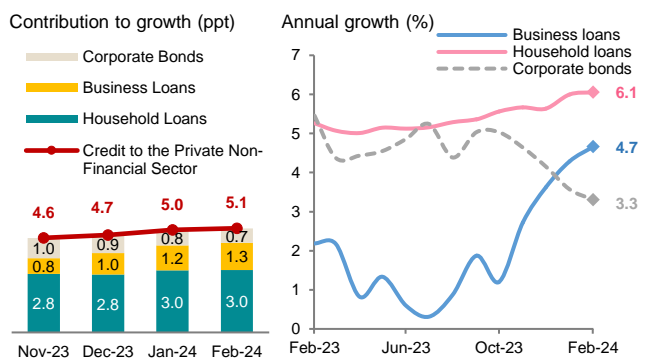 Contribution to growth (ppt)
Corporate Bonds
Business Loans
Household Loans
Credit to the Private Non-
Financial Sector
4.6 4.7 5.0 5.1
1.0 0.9 0.8 0.7
0.8 1.0 1.2 1.3
2.8 2.8 3.0 3.0
Nov-23 Dec-23 Jan-24 Feb-24
Annual growth (%)
Business loans
Household loans
Corporate bonds
7
6
5
4
3
2
1
0
6.1
4.7
3.3
Feb-23 Jun-23 Oct-23 Feb-24